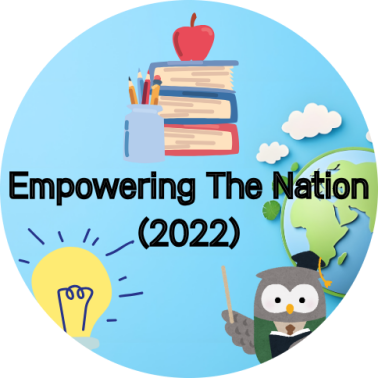 Empowering The Nation
(2022)